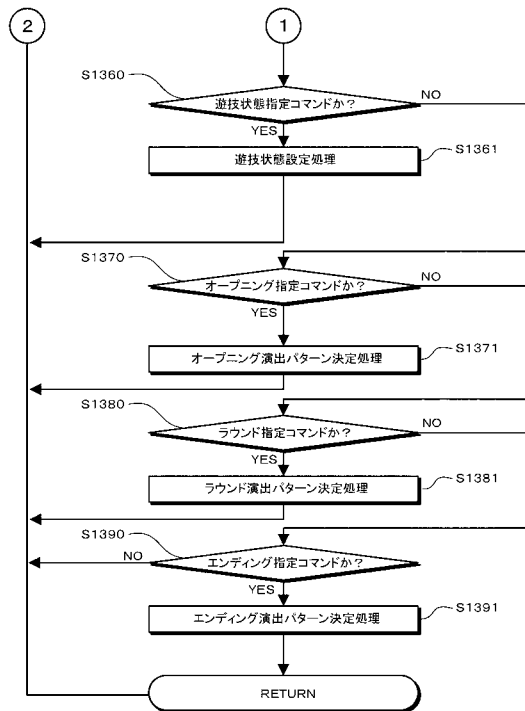 2
1
S1360
遊技状態指定コマンドか？
NO
YES
遊技状態設定処理
S1361
S1370
オープニング指定コマンドか？
NO
YES
オープニング演出パターン決定処理
S1371
S1380
ラウンド指定コマンドか？
NO
YES
ラウンド演出パターン決定処理
S1381
S1390
NO
エンディング指定コマンドか？
YES
エンディング演出パターン決定処理
S1391
RETURN